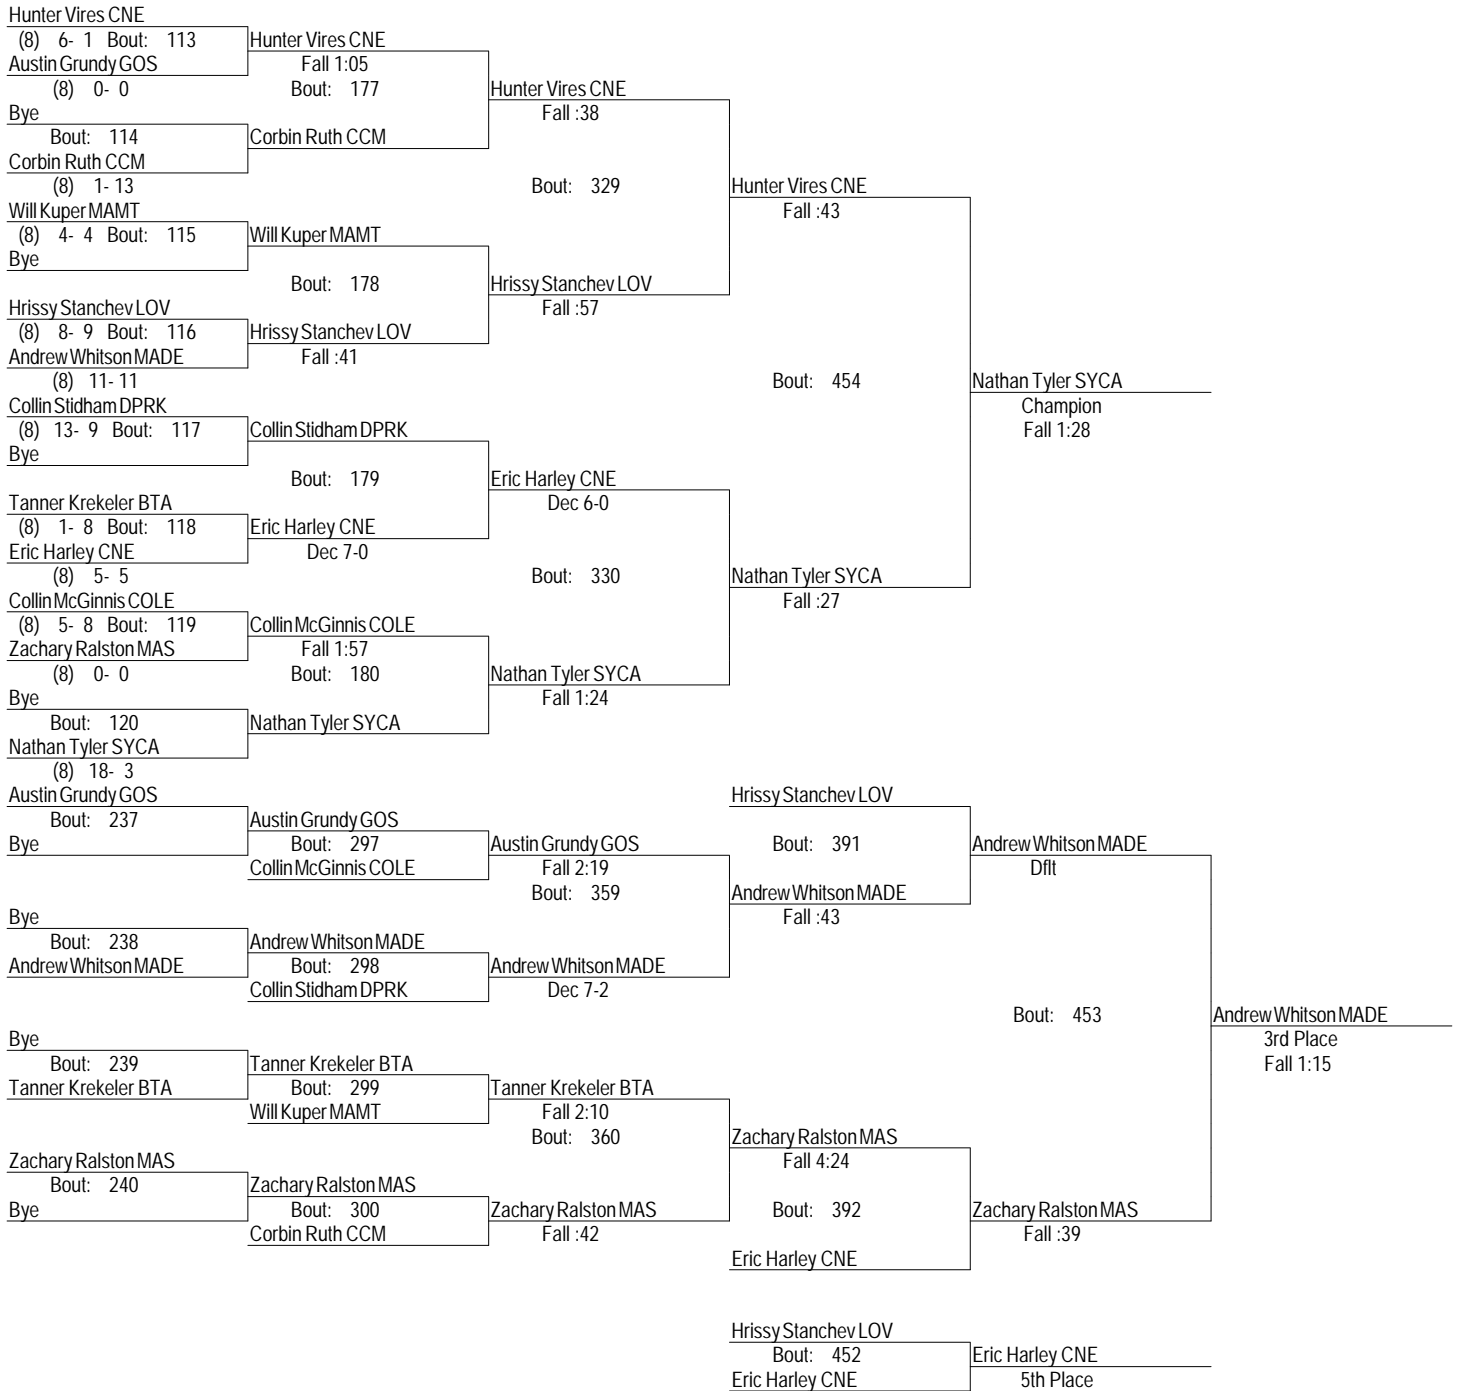 Hunter Vires CNE
(8) 6- 1 Bout: 113 Hunter Vires CNE
Austin Grundy GOS Fall 1:05
(8) 0- 0 Bout: 177 Hunter Vires CNE
Bye Fall :38
Bout: 114 Corbin Ruth CCM
Corbin Ruth CCM
(8) 1- 13 Bout: 329 Hunter Vires CNE
Will Kuper MAMT Fall :43
(8) 4- 4 Bout: 115 Will Kuper MAMT
Bye
Bout: 178 Hrissy Stanchev LOV
Hrissy Stanchev LOV Fall :57
(8) 8- 9 Bout: 116 Hrissy Stanchev LOV
Andrew Whitson MADE Fall :41
(8) 11- 11 Bout: 454 Nathan Tyler SYCA
Collin Stidham DPRK Champion
(8) 13- 9 Bout: 117 Collin Stidham DPRK Fall 1:28
Bye
Bout: 179 Eric Harley CNE
Tanner Krekeler BTA Dec 6-0
(8) 1- 8 Bout: 118 Eric Harley CNE
Eric Harley CNE Dec 7-0
(8) 5- 5 Bout: 330 Nathan Tyler SYCA
Collin McGinnis COLE Fall :27
(8) 5- 8 Bout: 119 Collin McGinnis COLE
Zachary Ralston MAS Fall 1:57
(8) 0- 0 Bout: 180 Nathan Tyler SYCA
Bye Fall 1:24
Bout: 120 Nathan Tyler SYCA
Nathan Tyler SYCA
(8) 18- 3
Austin Grundy GOS Hrissy Stanchev LOV
Bout: 237 Austin Grundy GOS
Bye Bout: 297 Austin Grundy GOS Bout: 391 Andrew Whitson MADE
Collin McGinnis COLE Fall 2:19 Dflt
Bout: 359 Andrew Whitson MADE
Bye Fall :43
Bout: 238 Andrew Whitson MADE
Andrew Whitson MADE Bout: 298 Andrew Whitson MADE
Collin Stidham DPRK Dec 7-2
Bout: 453 Andrew Whitson MADE
Bye 3rd Place
Bout: 239 Tanner Krekeler BTA Fall 1:15
Tanner Krekeler BTA Bout: 299 Tanner Krekeler BTA
Will Kuper MAMT Fall 2:10
Bout: 360 Zachary Ralston MAS
Zachary Ralston MAS Fall 4:24
Bout: 240 Zachary Ralston MAS
Bye Bout: 300 Zachary Ralston MAS Bout: 392 Zachary Ralston MAS
Corbin Ruth CCM Fall :42 Fall :39
Eric Harley CNE
Hrissy Stanchev LOV
Bout: 452 Eric Harley CNE
Eric Harley CNE 5th Place